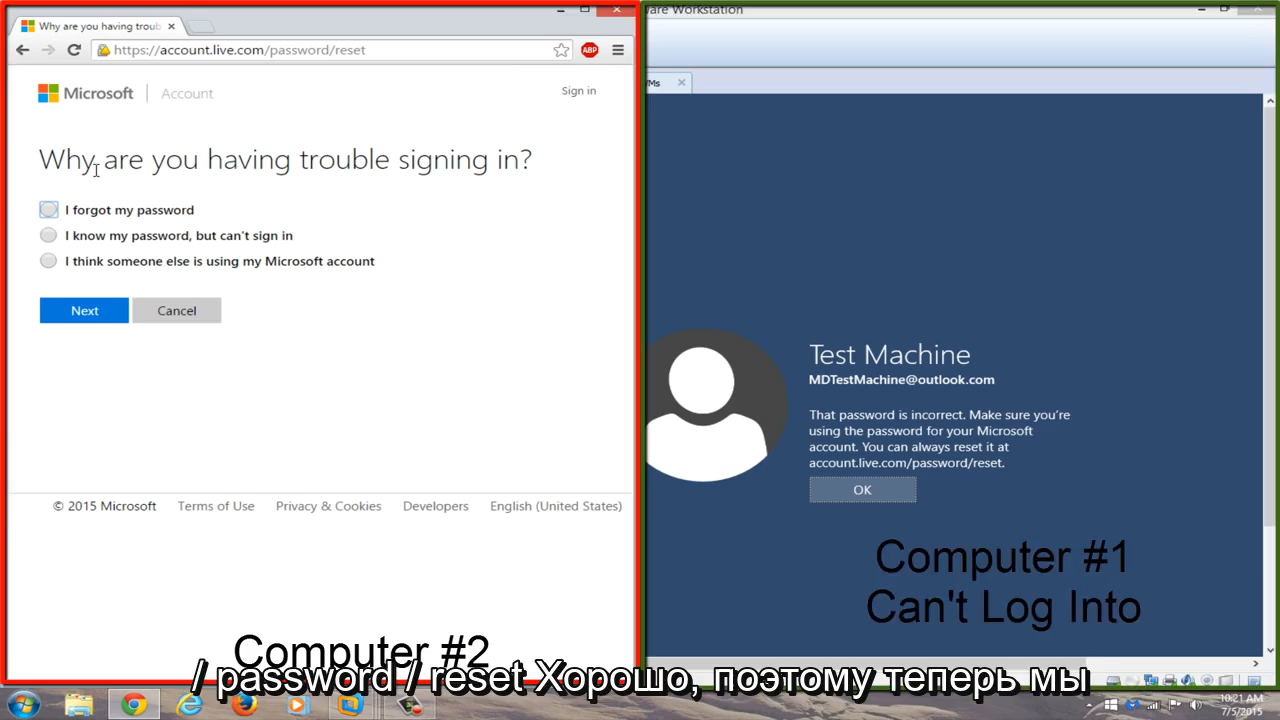 Why are you having troub
https://account.live.com/password/reset
ABP
Microsoft Account
Sign in
Why are you having trouble signing in?
I forgot my password
I know my password, but can't sign in
I think someone else is using my Microsoft account
Next Cancel
© 2015 Microsoft Terms of Use Privacy & Cookies Developers English (United States)
Computer #2
are Workstation
Ms
Test Machine
MDTestMachine@outlook.com
That password is incorrect. Make sure you're
using the password for your Microsoft
account. You can always reset it at
account.live.com/password/reset.
OK
Computer #1
Can't Log Into
/ password / reset Хорошо, поэтому теперь мы
10:21 AM
7/5/2015